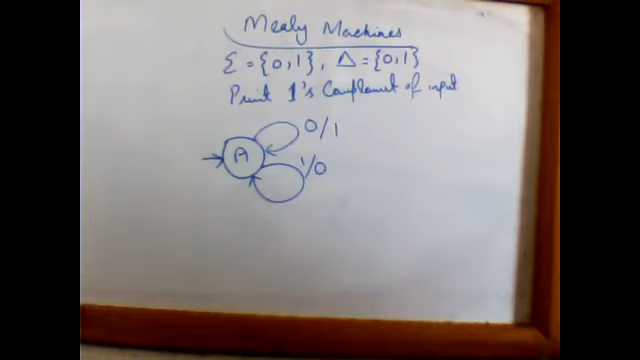 Mealy Machines
Σ = {0,1}, Δ = {0,1}
Print 1's Complement of input
0/1
A
1/0